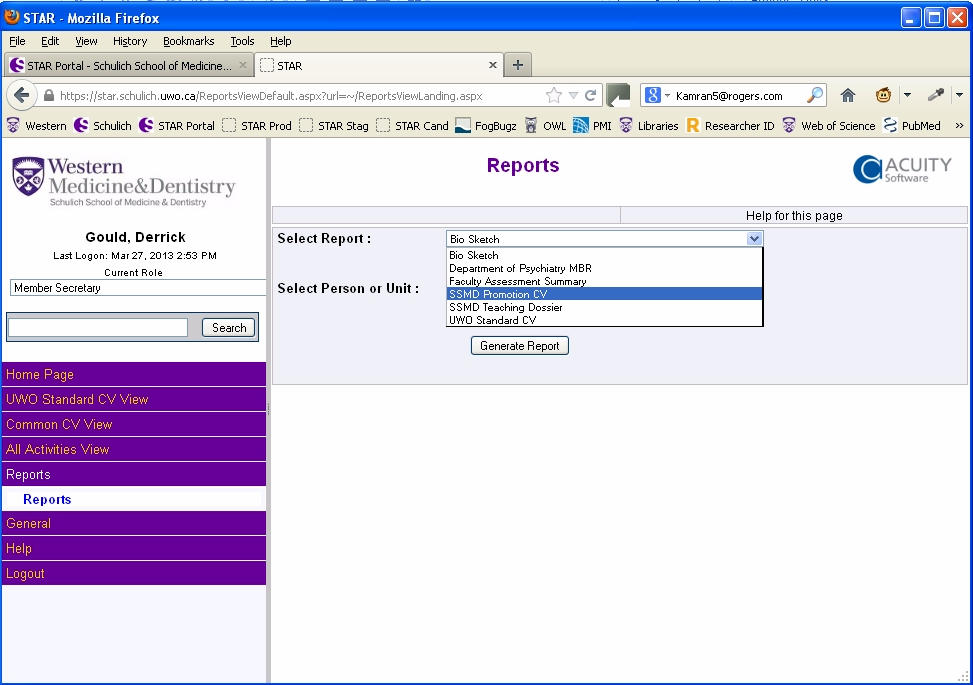 STAR - Mozilla Firefox
File Edit View History Bookmarks Tools Help
STAR Portal - Schulich School of Medicine... STAR
https://star.schulich.uwo.ca/ReportsViewDefault.aspx?url=~/ReportsViewLanding.aspx Kamran5@rogers.com
Western Schulich STAR Portal STAR Prod STAR Stag STAR Cand FogBugz OWL PMI Libraries Researcher ID Web of Science PubMed »
Western
Medicine&Dentistry
Schulich School of Medicine & Dentistry
Gould, Derrick
Last Logon: Mar 27, 2013 2:53 PM
Current Role
Member Secretary
Search
Home Page
UWO Standard CV View
Common CV View
All Activities View
Reports
Reports
General
Help
Logout
Reports
ACUITY
Software
Help for this page
Select Report :
Bio Sketch
Bio Sketch
Department of Psychiatry MBR
Faculty Assessment Summary
SSMD Promotion CV
SSMD Teaching Dossier
UWO Standard CV
Select Person or Unit :
Generate Report